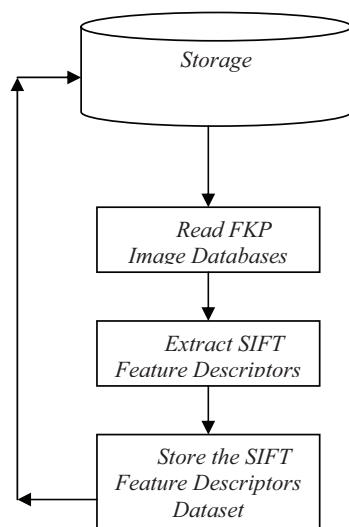 Storage
Read FKP
Image Databases
Extract SIFT
Feature Descriptors
Store the SIFT
Feature Descriptors
Dataset